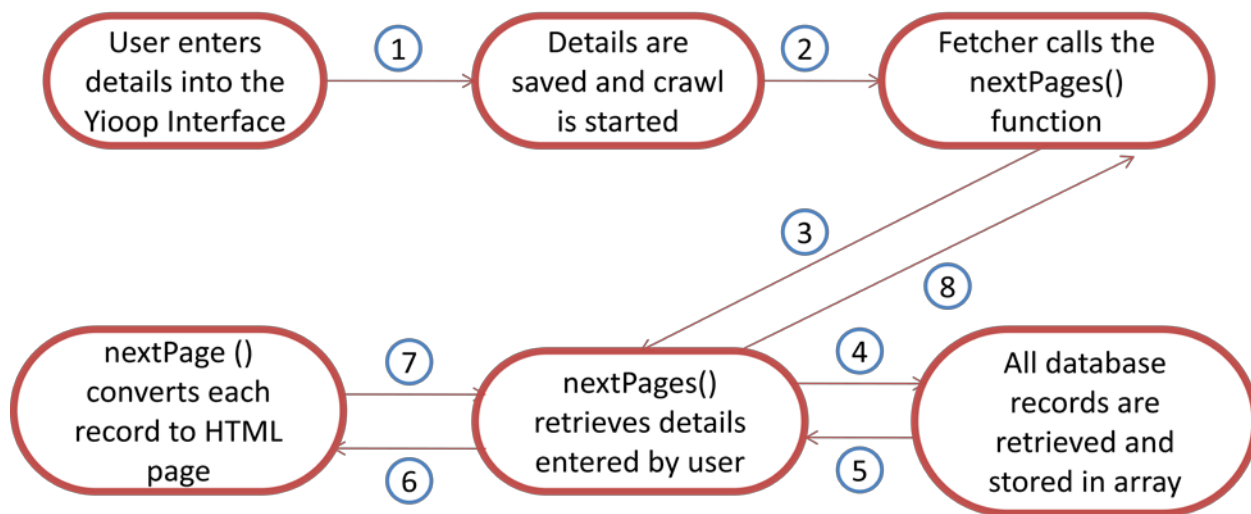 User enters
details into the
Yioop Interface
1
Details are
saved and crawl
is started
2
Fetcher calls the
nextPages()
function
3
8
nextPage ()
converts each
record to HTML
page
7
6
nextPages()
retrieves details
entered by user
4
5
All database
records are
retrieved and
stored in array